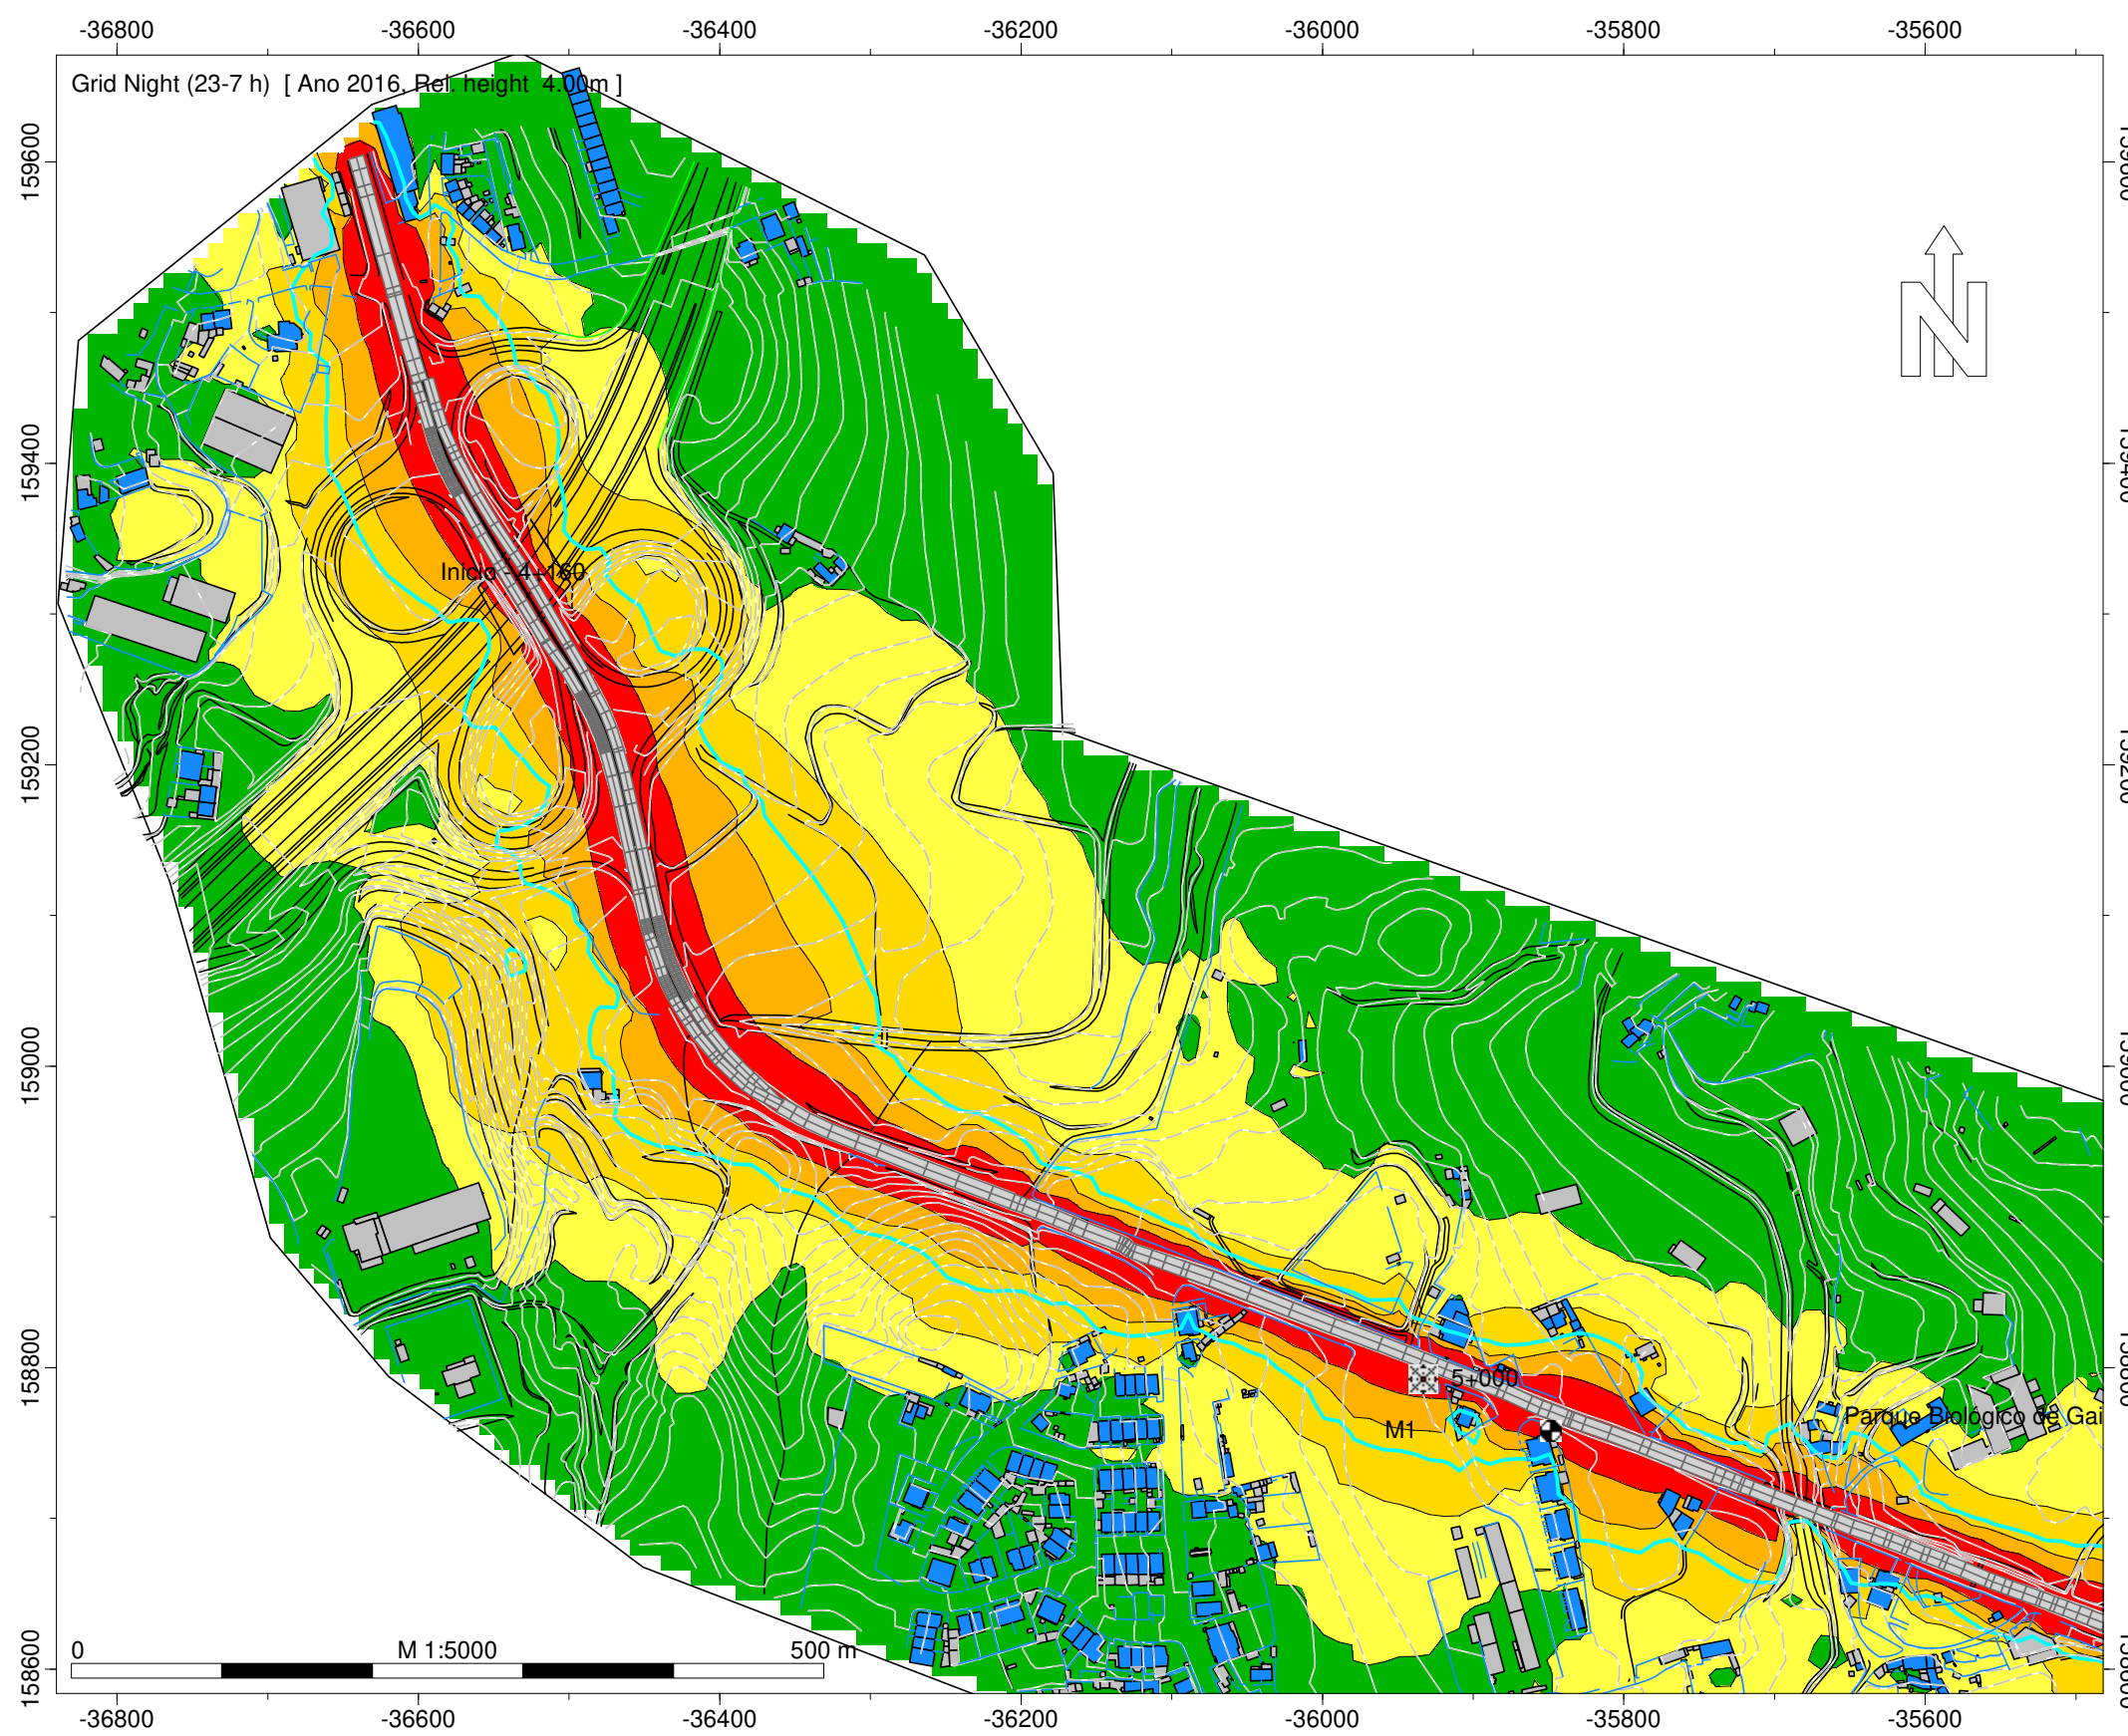 -36800 -36600 -36400 -36200 -36000 -35800 -35600
Grid Night (23-7 h) [ Ano 2016, Rel. height 4.00m ]
159600
159400
159200
159000
158800
158600
N
Início - 4+160
5+000
M1
Parque Biológico de Gai
0 M 1:5000 500 m
-36800 -36600 -36400 -36200 -36000 -35800 -35600